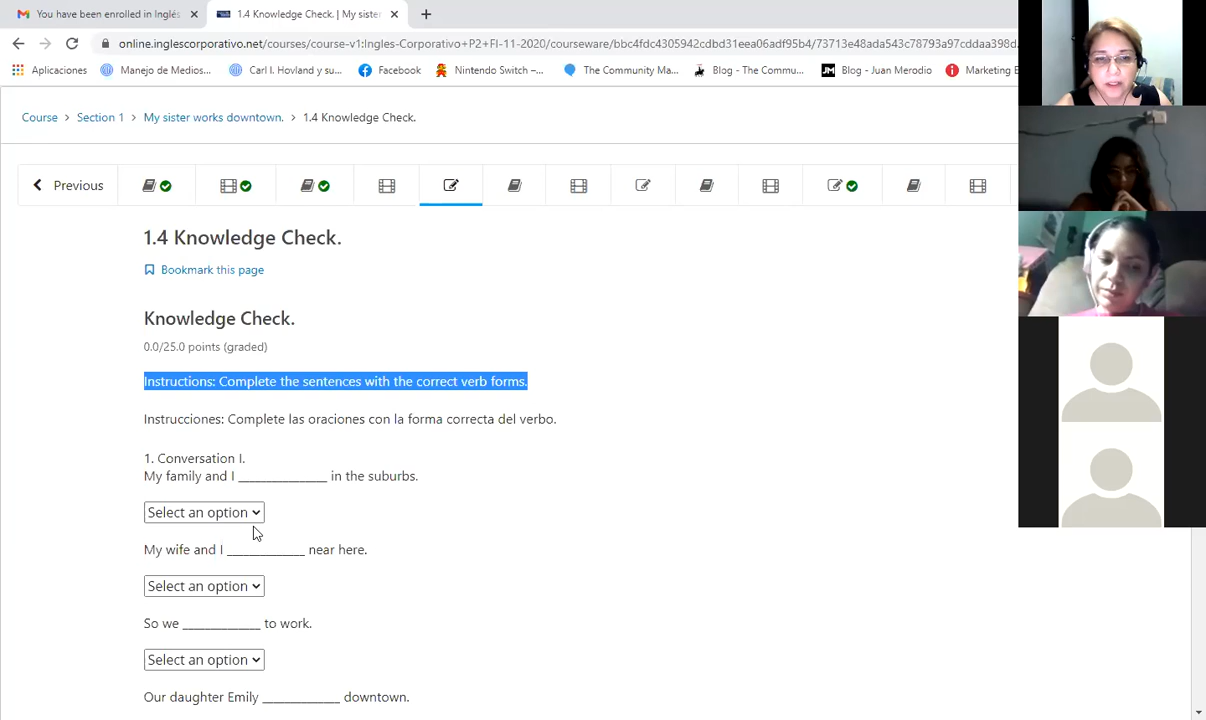 You have been enrolled in Inglés
1.4 Knowledge Check. | My sister
online.inglescorporativo.net/courses/course-v1:Ingles-Corporativo+P2+FI-11-2020/courseware/bbc4fdc4305942cdbd31eea06adf95b4/73713e48ada543c78793a97cddaa398d
Aplicaciones
Manejo de Medios...
Carl I. Hovland y su...
Facebook
Nintendo Switch –...
The Community Ma...
Blog - The Commu...
JM Blog - Juan Merodio
Marketing E
Course > Section 1 > My sister works downtown. > 1.4 Knowledge Check.
Previous
1.4 Knowledge Check.
Bookmark this page
Knowledge Check.
0.0/25.0 points (graded)
Instructions: Complete the sentences with the correct verb forms.
Instrucciones: Complete las oraciones con la forma correcta del verbo.
1. Conversation I.
My family and I ______________ in the suburbs.
Select an option
My wife and I ____________ near here.
Select an option
So we ____________ to work.
Select an option
Our daughter Emily ____________ downtown.